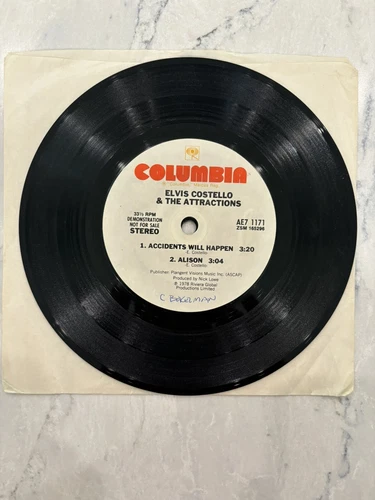 COLUMBIA
ELVIS COSTELLO
& THE ATTRACTIONS
33⅓ RPM
DEMONSTRATION
NOT FOR SALE
STEREO
AE7 1171
ZSM 165296
1. ACCIDENTS WILL HAPPEN 3:20
E. Costello
2. ALISON 3:04
E. Costello
Publisher: Plangent Visions Music Inc. (ASCAP)
Produced by Nick Lowe
℗ 1978 Riviera Global
Productions Limited